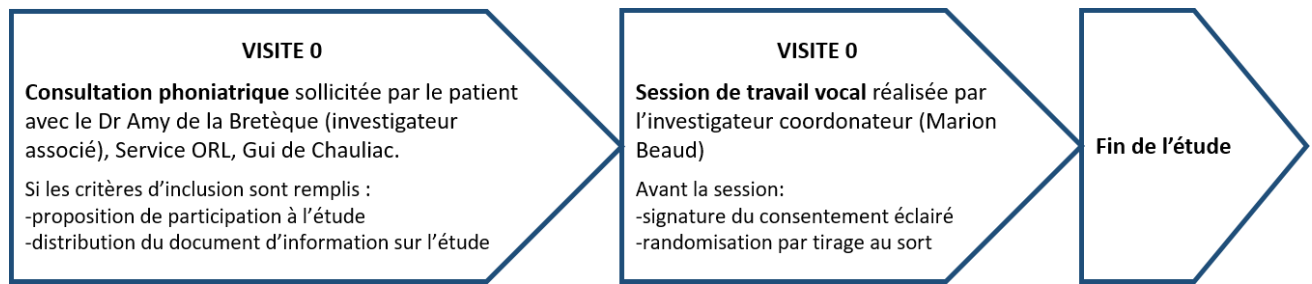 VISITE 0
Consultation phoniatrique sollicitée par le patient
avec le Dr Amy de la Bretèque (investigateur
associé), Service ORL, Gui de Chauliac.
Si les critères d’inclusion sont remplis :
-proposition de participation à l’étude
-distribution du document d’information sur l’étude
VISITE 0
Session de travail vocal réalisée par
l’investigateur coordonateur (Marion
Beaud)
Avant la session:
-signature du consentement éclairé
-randomisation par tirage au sort
Fin de l’étude